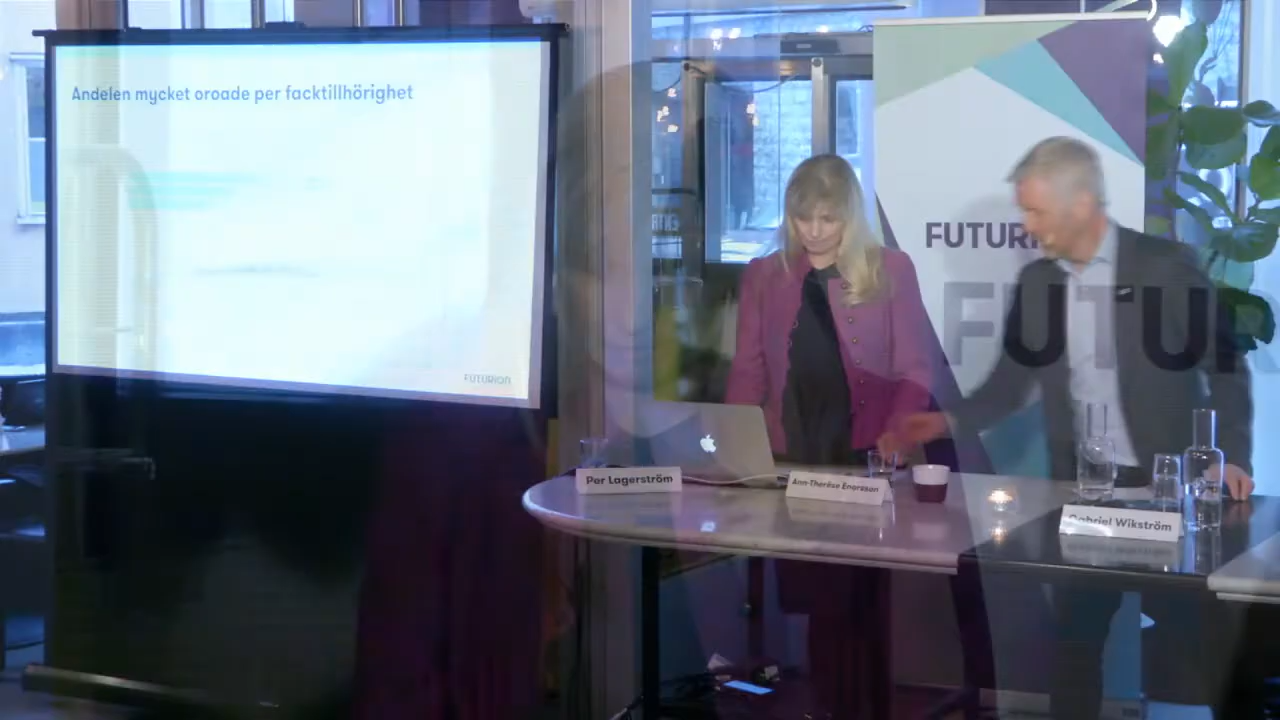 Andelen mycket oroade per facktillhörighet
FUTURION
FUTURI
FUTUR
Per Lagerström
Ann-Therése Enarsson
Gabriel Wikström